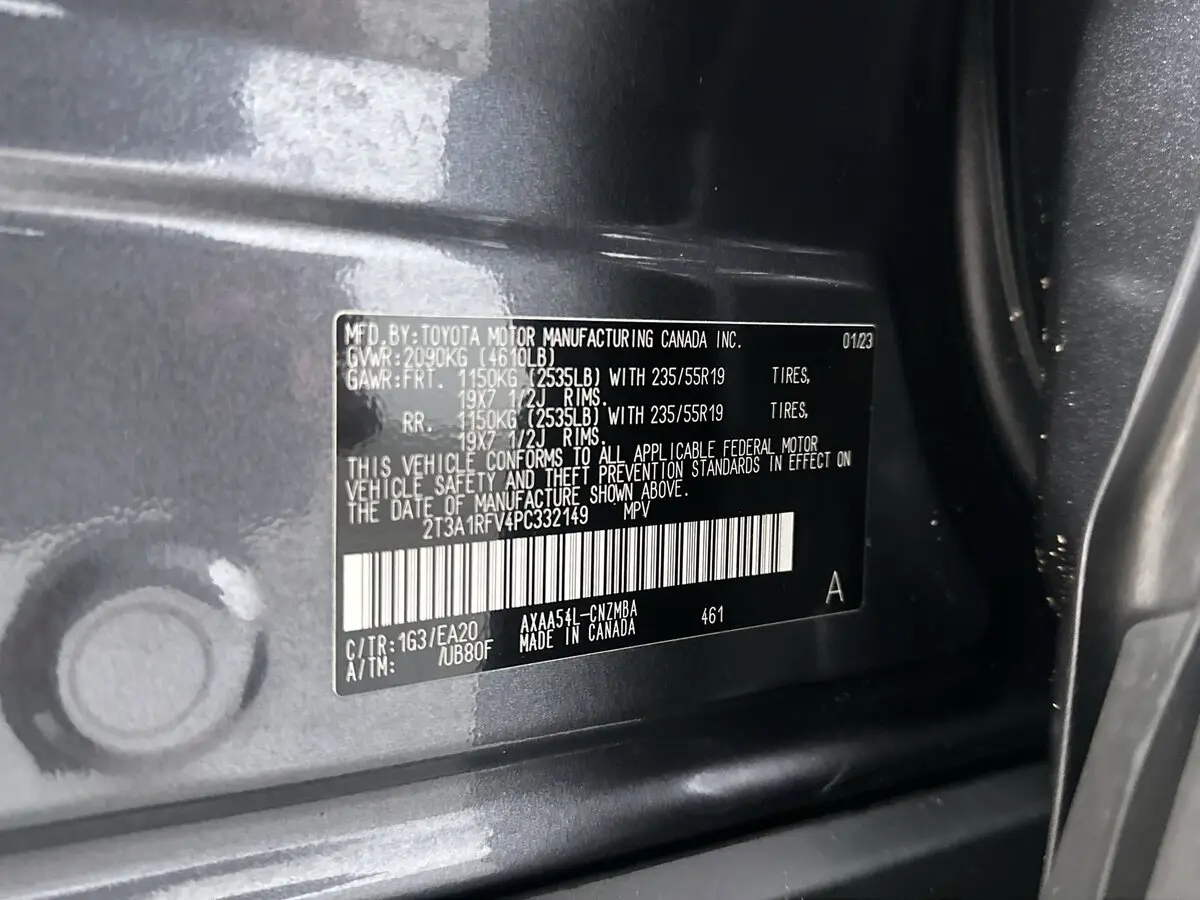 MFD.BY:TOYOTA MOTOR MANUFACTURING CANADA INC. 01/23
GVWR:2090KG (4610LB)
GAWR:FRT. 1150KG (2535LB) WITH 235/55R19 TIRES,
19X7 1/2J RIMS.
RR. 1150KG (2535LB) WITH 235/55R19 TIRES,
19X7 1/2J RIMS.
THIS VEHICLE CONFORMS TO ALL APPLICABLE FEDERAL MOTOR
VEHICLE SAFETY AND THEFT PREVENTION STANDARDS IN EFFECT ON
THE DATE OF MANUFACTURE SHOWN ABOVE.
2T3A1RFV4PC332149 MPV
A
C/TR:1G3/EA20 AXAA54L-CNZMBA 461
A/TM: /UB80F MADE IN CANADA